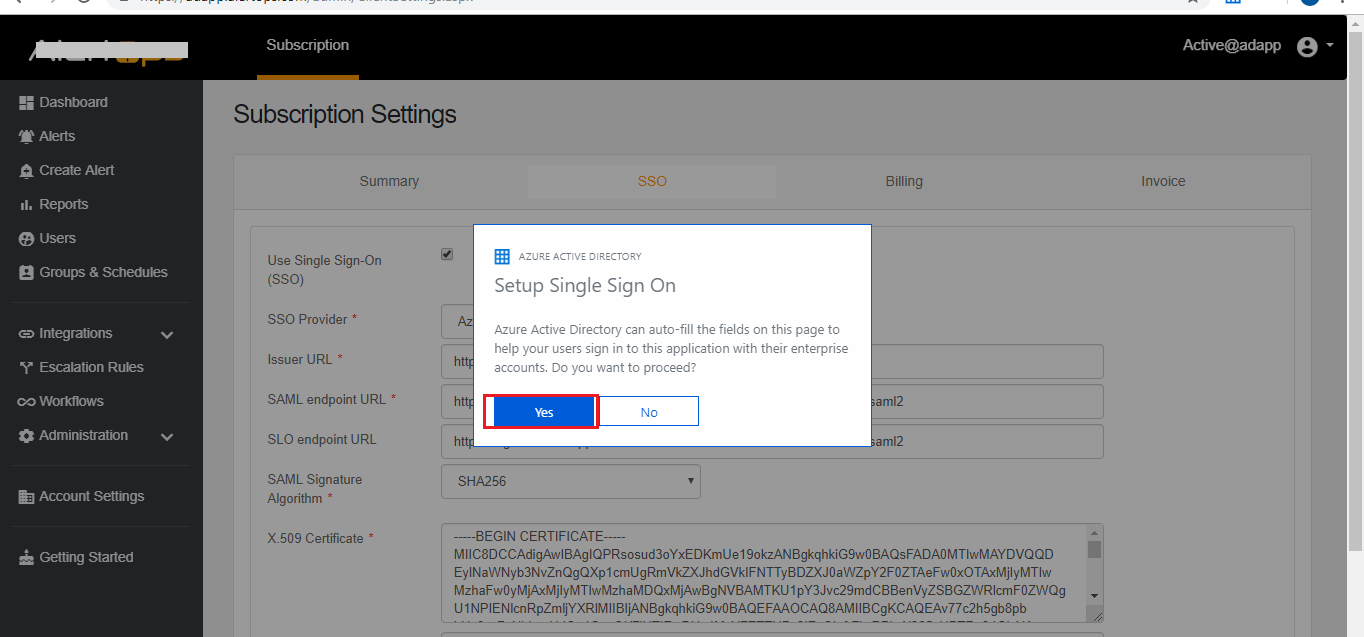 Subscription
Active@adapp
Dashboard
Alerts
Create Alert
Reports
Users
Groups & Schedules
Integrations
Escalation Rules
Workflows
Administration
Account Settings
Getting Started
Subscription Settings
Summary
SSO
Billing
Invoice
Use Single Sign-On
(SSO)
SSO Provider *
Az
Issuer URL *
http
SAML endpoint URL *
http
saml2
SLO endpoint URL
http
saml2
SAML Signature
Algorithm *
SHA256
X.509 Certificate *
-----BEGIN CERTIFICATE-----
AZURE ACTIVE DIRECTORY
Setup Single Sign On
Azure Active Directory can auto-fill the fields on this page to
help your users sign in to this application with their enterprise
accounts. Do you want to proceed?
Yes
No